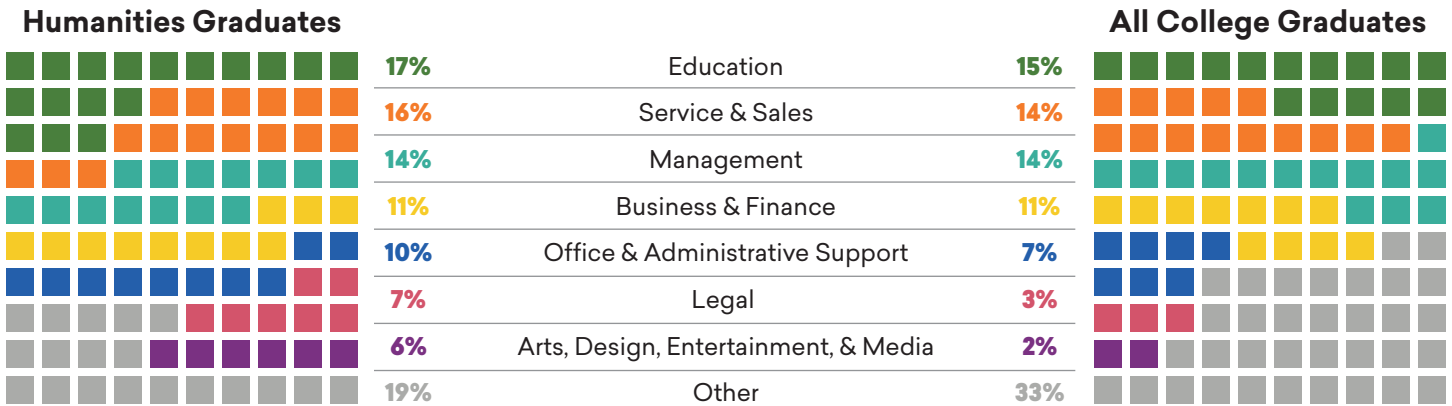 Humanities Graduates
All College Graduates
17% Education 15%
16% Service & Sales 14%
14% Management 14%
11% Business & Finance 11%
10% Office & Administrative Support 7%
7% Legal 3%
6% Arts, Design, Entertainment, & Media 2%
19% Other 33%